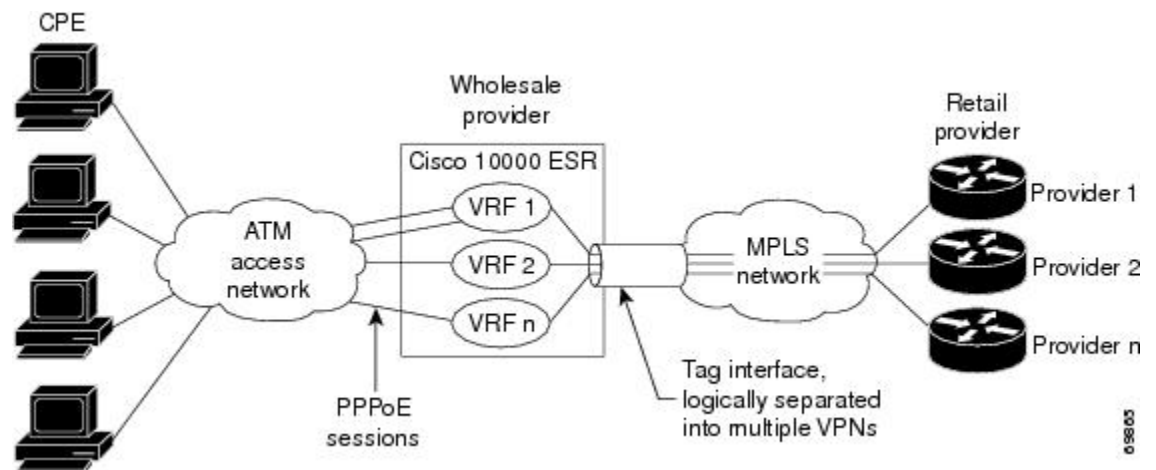 CPE
Wholesale
provider
Retail
provider
Cisco 10000 ESR
VRF 1
VRF 2
VRF n
ATM
access
network
MPLS
network
Provider 1
Provider 2
Provider n
PPPoE
sessions
Tag interface,
logically separated
into multiple VPNs
69865